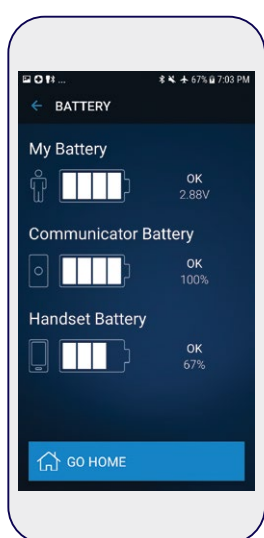 ... 67% 7:03 PM
BATTERY
My Battery
OK
2.88V
Communicator Battery
OK
100%
Handset Battery
OK
67%
GO HOME